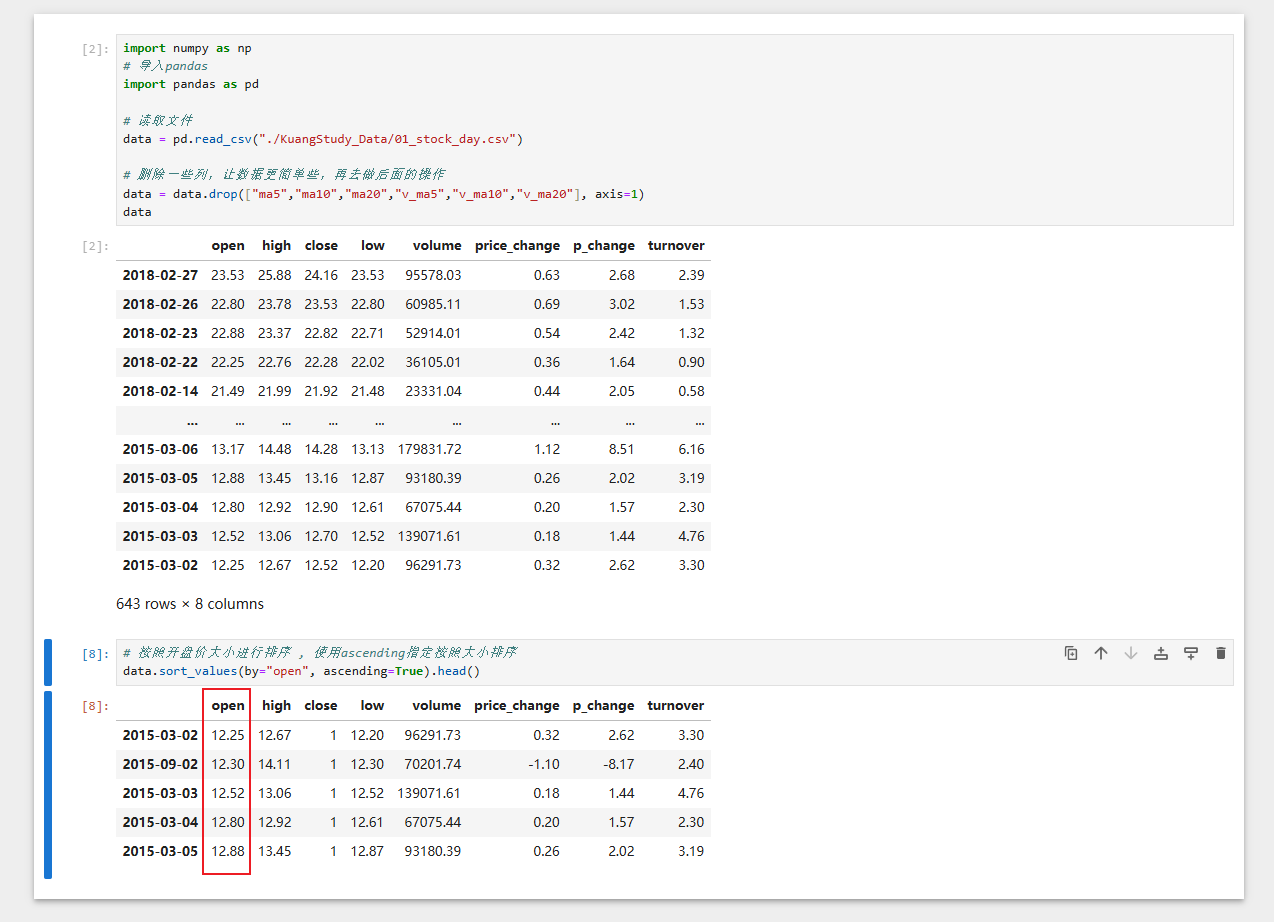 [2]:
import numpy as np
# 导入pandas
import pandas as pd
# 读取文件
data = pd.read_csv("./KuangStudy_Data/01_stock_day.csv")
# 删除一些列，让数据更简单些，再去做后面的操作
data = data.drop(["ma5","ma10","ma20","v_ma5","v_ma10","v_ma20"], axis=1)
data
[2]:
open high close low volume price_change p_change turnover
2018-02-27 23.53 25.88 24.16 23.53 95578.03 0.63 2.68 2.39
2018-02-26 22.80 23.78 23.53 22.80 60985.11 0.69 3.02 1.53
2018-02-23 22.88 23.37 22.82 22.71 52914.01 0.54 2.42 1.32
2018-02-22 22.25 22.76 22.28 22.02 36105.01 0.36 1.64 0.90
2018-02-14 21.49 21.99 21.92 21.48 23331.04 0.44 2.05 0.58
... ... ... ... ... ... ... ... ...
2015-03-06 13.17 14.48 14.28 13.13 179831.72 1.12 8.51 6.16
2015-03-05 12.88 13.45 13.16 12.87 93180.39 0.26 2.02 3.19
2015-03-04 12.80 12.92 12.90 12.61 67075.44 0.20 1.57 2.30
2015-03-03 12.52 13.06 12.70 12.52 139071.61 0.18 1.44 4.76
2015-03-02 12.25 12.67 12.52 12.20 96291.73 0.32 2.62 3.30
643 rows × 8 columns
[8]:
# 按照开盘价大小进行排序 , 使用ascending指定按照大小排序
data.sort_values(by="open", ascending=True).head()
[8]:
open high close low volume price_change p_change turnover
2015-03-02 12.25 12.67 1 12.20 96291.73 0.32 2.62 3.30
2015-09-02 12.30 14.11 1 12.30 70201.74 -1.10 -8.17 2.40
2015-03-03 12.52 13.06 1 12.52 139071.61 0.18 1.44 4.76
2015-03-04 12.80 12.92 1 12.61 67075.44 0.20 1.57 2.30
2015-03-05 12.88 13.45 1 12.87 93180.39 0.26 2.02 3.19